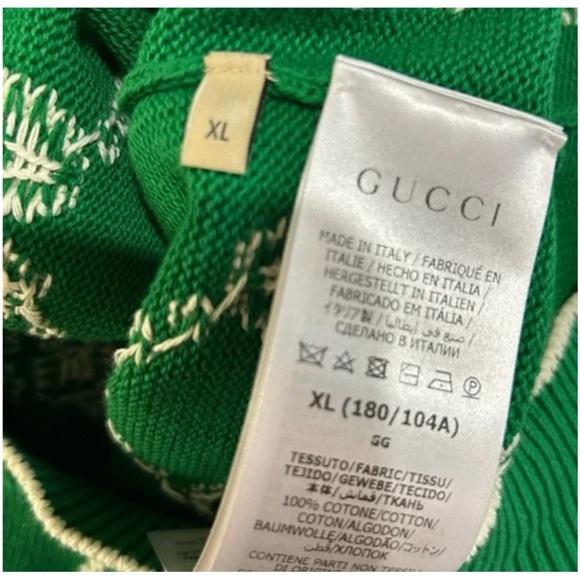 XL
GUCCI
MADE IN ITALY / FABRIQUÉ EN
ITALIE / HECHO EN ITALIA /
HERGESTELLT IN ITALIEN /
FABRICADO EM ITÁLIA /
イタリア製 / صنع في إيطاليا /
СДЕЛАНО В ИТАЛИИ
XL (180/104A)
GG
TESSUTO/FABRIC/TISSU/
TEJIDO/GEWEBE/TECIDO/
本体/قماش/ТКАНЬ
100% COTONE/COTTON/
COTON/ALGODON/
BAUMWOLLE/ALGODÃO/コットン/
قطن/ХЛОПОК
CONTIENE PARTI NON TESSILI
DI ORIGINE